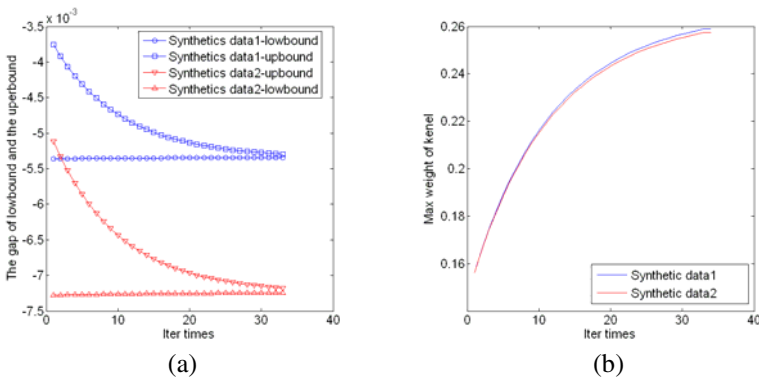 x 10⁻³
-3.5
-4
-4.5
-5
-5.5
-6
-6.5
-7
-7.5
0
10
20
30
40
The gap of lowbound and the uperbound
Iter times
Synthetics data1-lowbound
Synthetics data1-upbound
Synthetics data2-upbound
Synthetics data2-lowbound
(a)
0.26
0.24
0.22
0.2
0.18
0.16
0
10
20
30
40
Max weight of kenel
Iter times
Synthetic data1
Synthetic data2
(b)